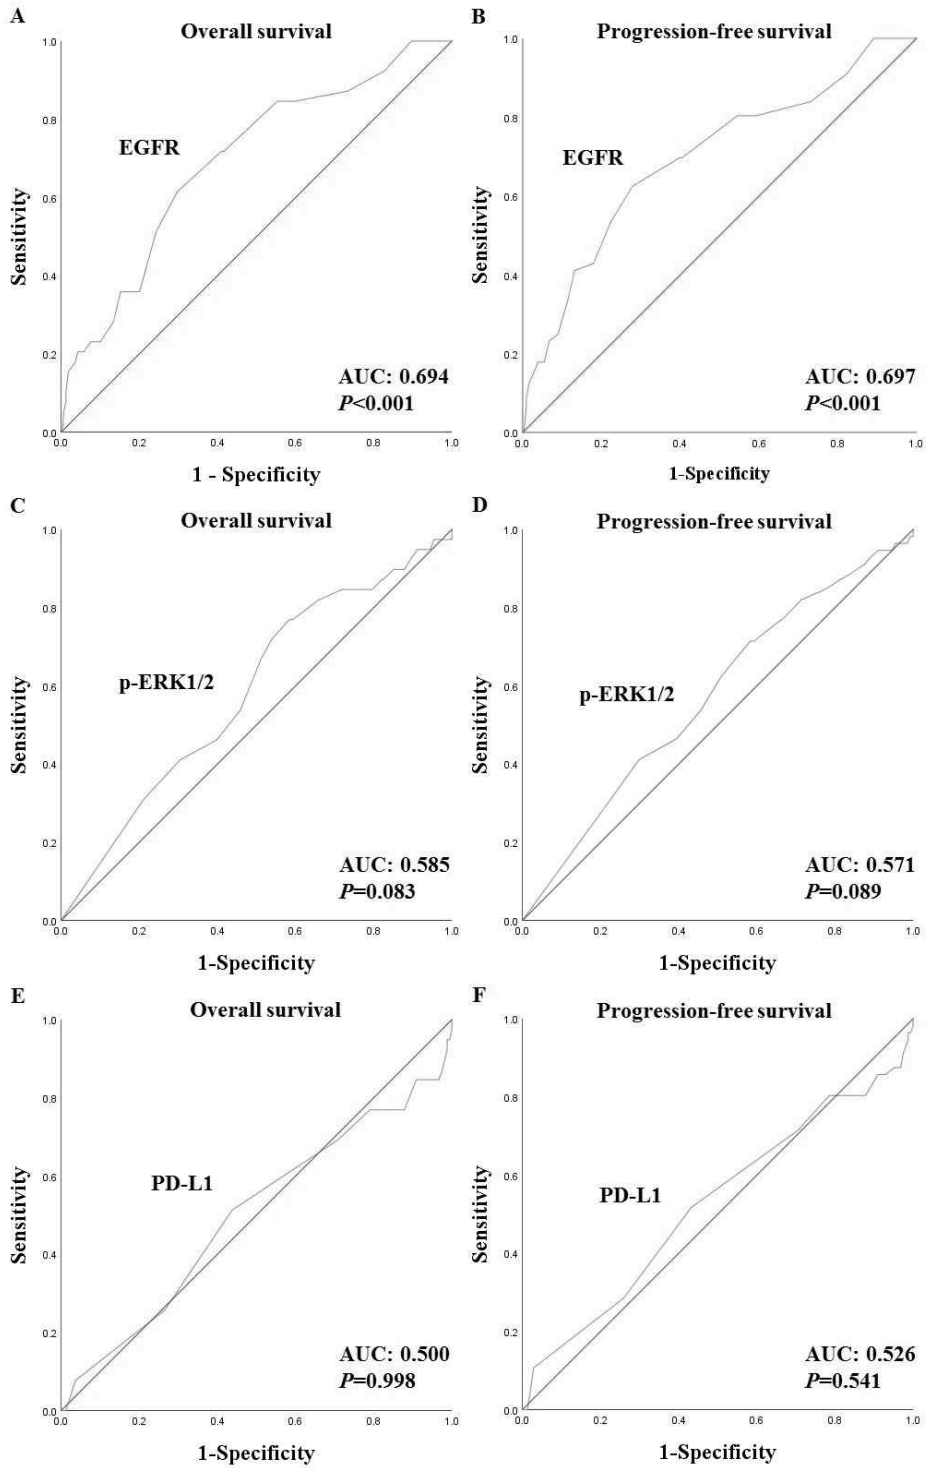 A
Overall survival
1.0
0.8
0.6
0.4
0.2
0.0
Sensitivity
EGFR
AUC: 0.694
P<0.001
0.0 0.2 0.4 0.6 0.8 1.0
1 - Specificity
B
Progression-free survival
1.0
0.8
0.6
0.4
0.2
0.0
Sensitivity
EGFR
AUC: 0.697
P<0.001
0.0 0.2 0.4 0.6 0.8 1.0
1-Specificity
C
Overall survival
1.0
0.8
0.6
0.4
0.2
0.0
Sensitivity
p-ERK1/2
AUC: 0.585
P=0.083
0.0 0.2 0.4 0.6 0.8 1.0
1-Specificity
D
Progression-free survival
1.0
0.8
0.6
0.4
0.2
0.0
Sensitivity
p-ERK1/2
AUC: 0.571
P=0.089
0.0 0.2 0.4 0.6 0.8 1.0
1-Specificity
E
Overall survival
1.0
0.8
0.6
0.4
0.2
0.0
Sensitivity
PD-L1
AUC: 0.500
P=0.998
0.0 0.2 0.4 0.6 0.8 1.0
1-Specificity
F
Progression-free survival
1.0
0.8
0.6
0.4
0.2
0.0
Sensitivity
PD-L1
AUC: 0.526
P=0.541
0.0 0.2 0.4 0.6 0.8 1.0
1-Specificity